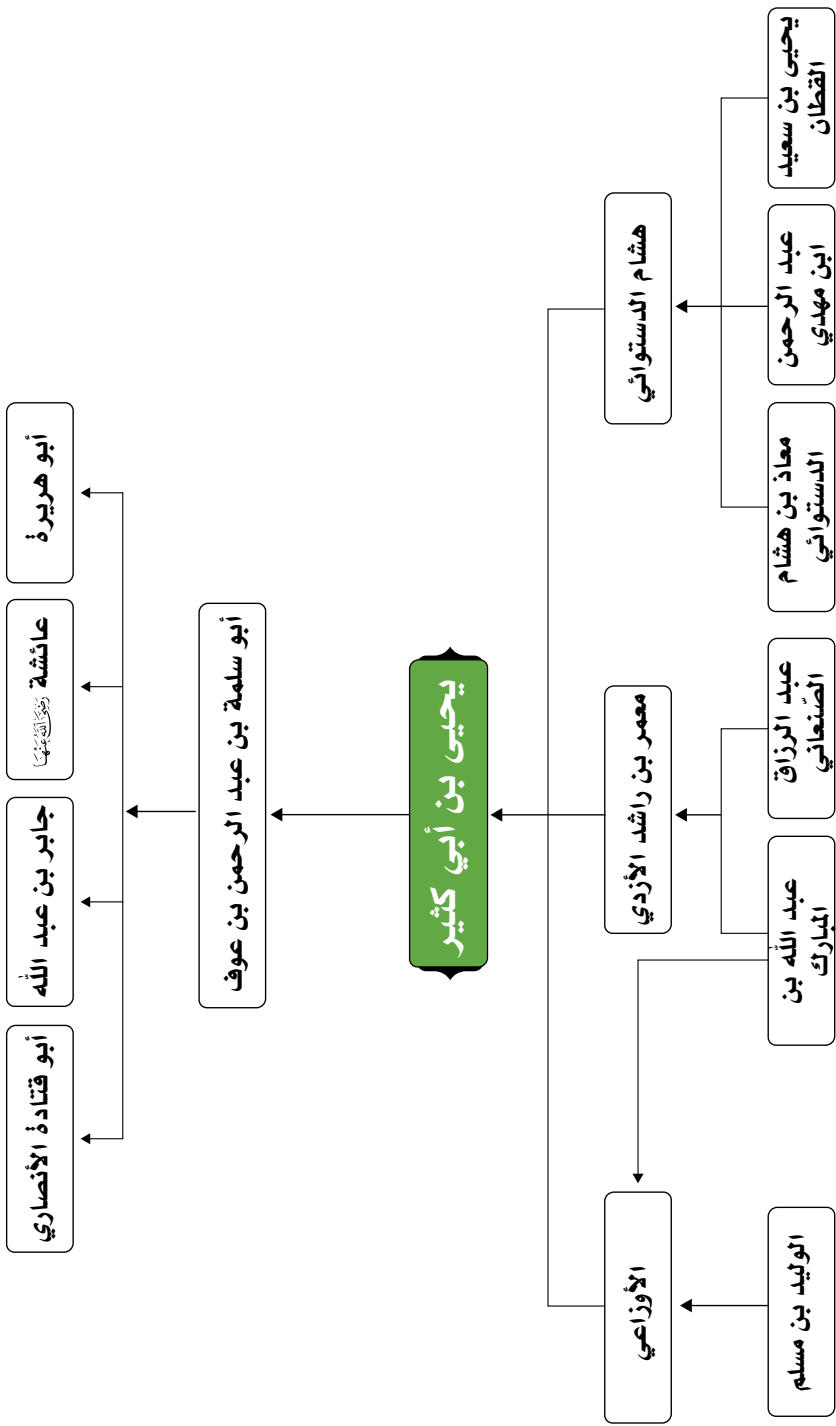 أبو هريرة
عائشة رَضِيَ اللَّهُ عَنْهَا
جابر بن عبد الله
أبو قتادة الأنصاري
أبو سلمة بن عبد الرحمن بن عوف
يحيى بن أبي كثير
هشام الدستوائي
معمر بن راشد الأزدي
الأوزاعي
يحيى بن سعيد
القطان
عبد الرحمن
ابن مهدي
معاذ بن هشام
الدستوائي
عبد الرزاق
الصّنعاني
عبد الله بن
المبارك
الوليد بن مسلم